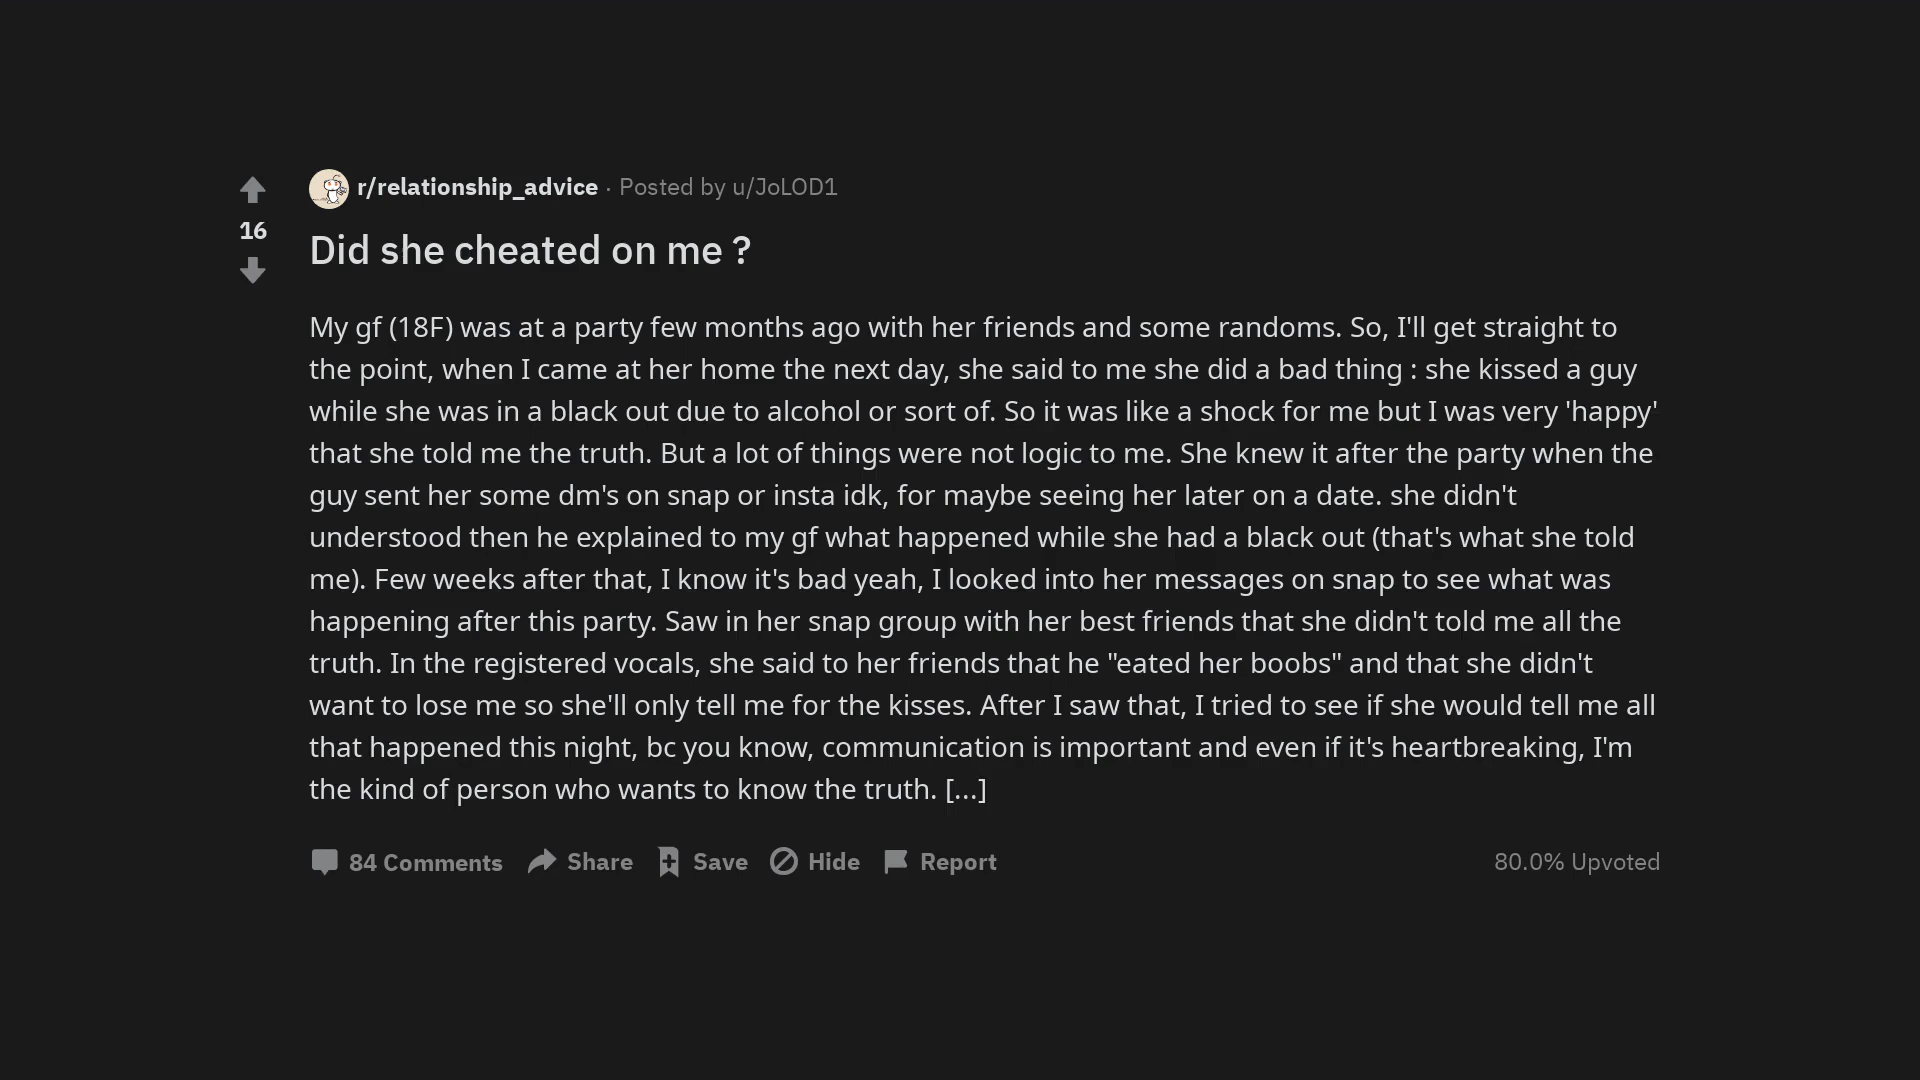 r/relationship_advice · Posted by u/JoLOD1
16
Did she cheated on me ?
My gf (18F) was at a party few months ago with her friends and some randoms. So, I'll get straight to
the point, when I came at her home the next day, she said to me she did a bad thing : she kissed a guy
while she was in a black out due to alcohol or sort of. So it was like a shock for me but I was very 'happy'
that she told me the truth. But a lot of things were not logic to me. She knew it after the party when the
guy sent her some dm's on snap or insta idk, for maybe seeing her later on a date. she didn't
understood then he explained to my gf what happened while she had a black out (that's what she told
me). Few weeks after that, I know it's bad yeah, I looked into her messages on snap to see what was
happening after this party. Saw in her snap group with her best friends that she didn't told me all the
truth. In the registered vocals, she said to her friends that he "eated her boobs" and that she didn't
want to lose me so she'll only tell me for the kisses. After I saw that, I tried to see if she would tell me all
that happened this night, bc you know, communication is important and even if it's heartbreaking, I'm
the kind of person who wants to know the truth. [...]
84 Comments Share Save Hide Report 80.0% Upvoted